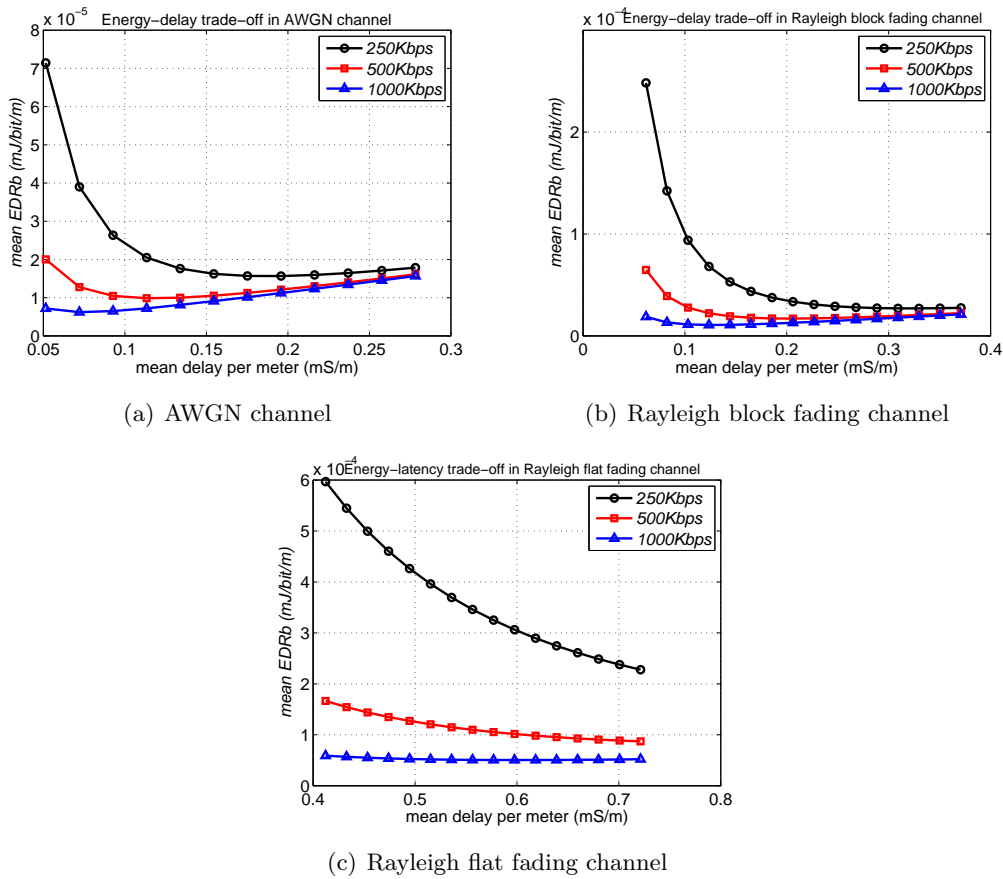 x 10⁻⁵
Energy−delay trade−off in AWGN channel
250Kbps
500Kbps
1000Kbps
8
7
6
5
4
3
2
1
0
mean EDRb (mJ/bit/m)
0.05 0.1 0.15 0.2 0.25 0.3
mean delay per meter (mS/m)
(a) AWGN channel
x 10⁻⁴
Energy−delay trade−off in Rayleigh block fading channel
250Kbps
500Kbps
1000Kbps
4
2
0
mean EDRb (mJ/bit/m)
0 0.1 0.2 0.3 0.4
mean delay per meter (mS/m)
(b) Rayleigh block fading channel
x 10⁻⁴
Energy−latency trade−off in Rayleigh flat fading channel
250Kbps
500Kbps
1000Kbps
6
5
4
3
2
1
0
mean EDRb (mJ/bit/m)
0.4 0.5 0.6 0.7 0.8
mean delay per meter (mS/m)
(c) Rayleigh flat fading channel